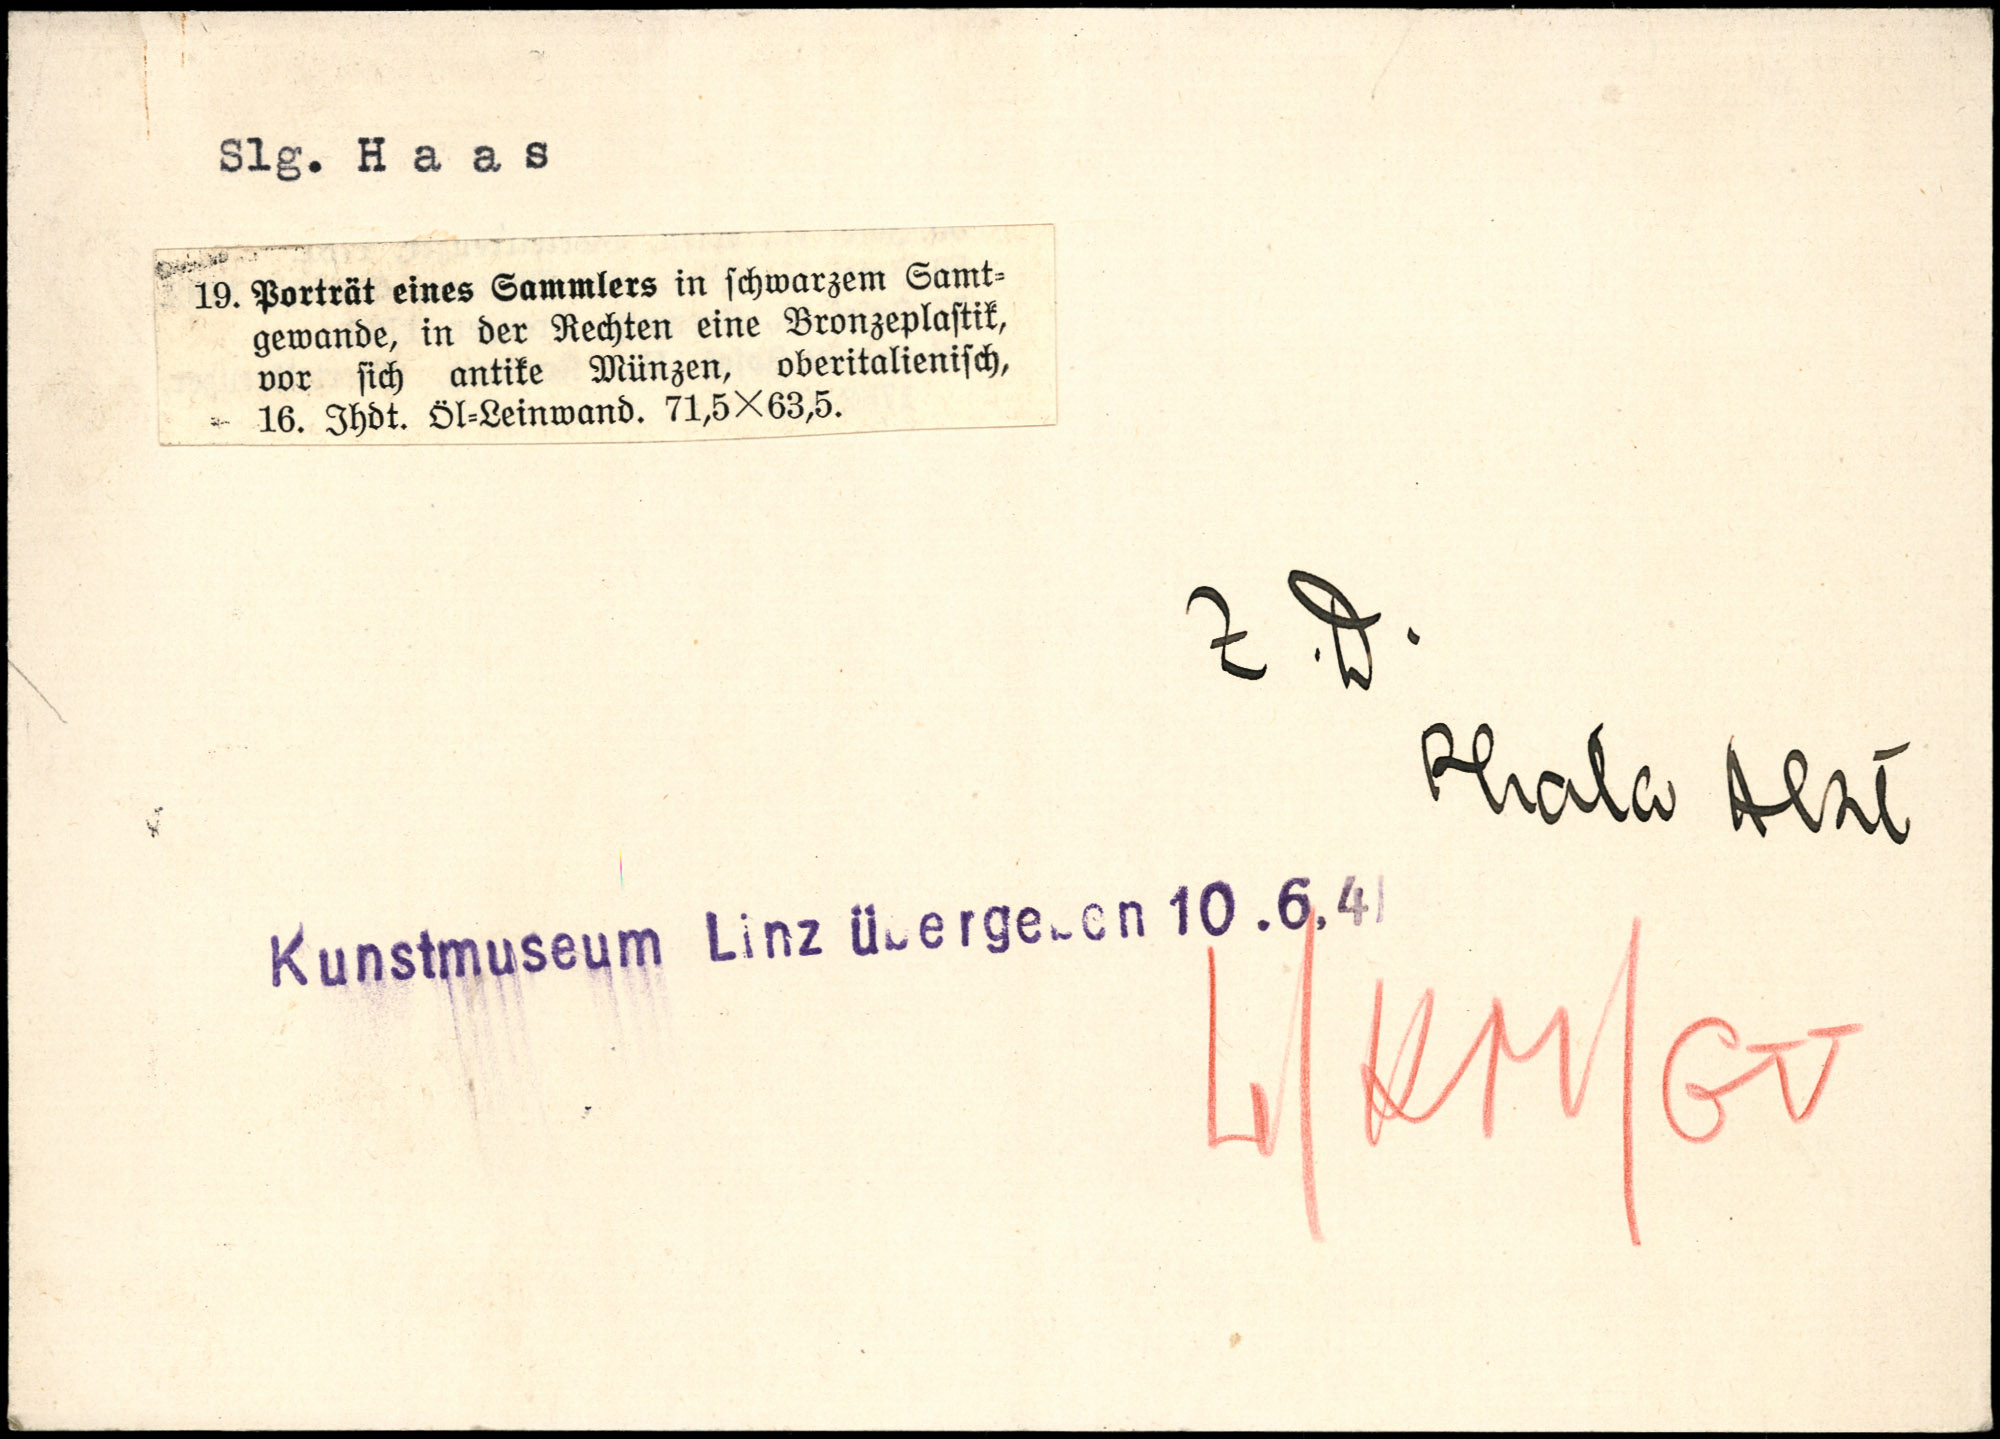 Slg. H a a s
19. Porträt eines Sammlers in schwarzem Samt-
gewande, in der Rechten eine Bronzeplastik,
vor sich antike Münzen, oberitalienisch,
16. Jhdt. Öl-Leinwand. 71,5×63,5.
Z. D.
Kunstmuseum Linz übergeben 10.6.41
L/KM/